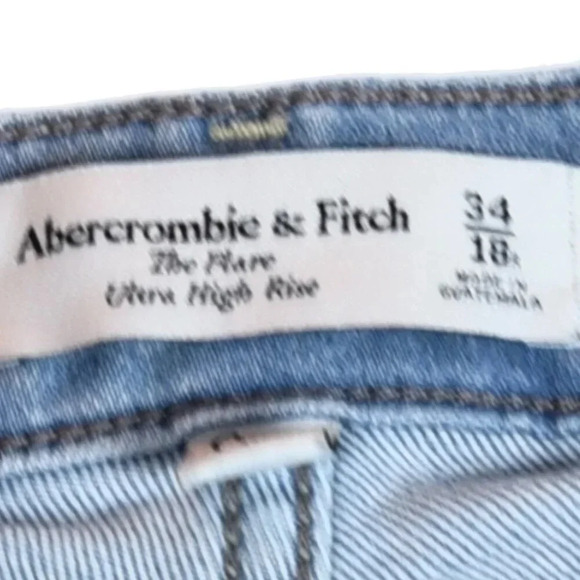 Abercrombie & Fitch
The Flare
Ultra High Rise
34
18
MADE IN
GUATEMALA